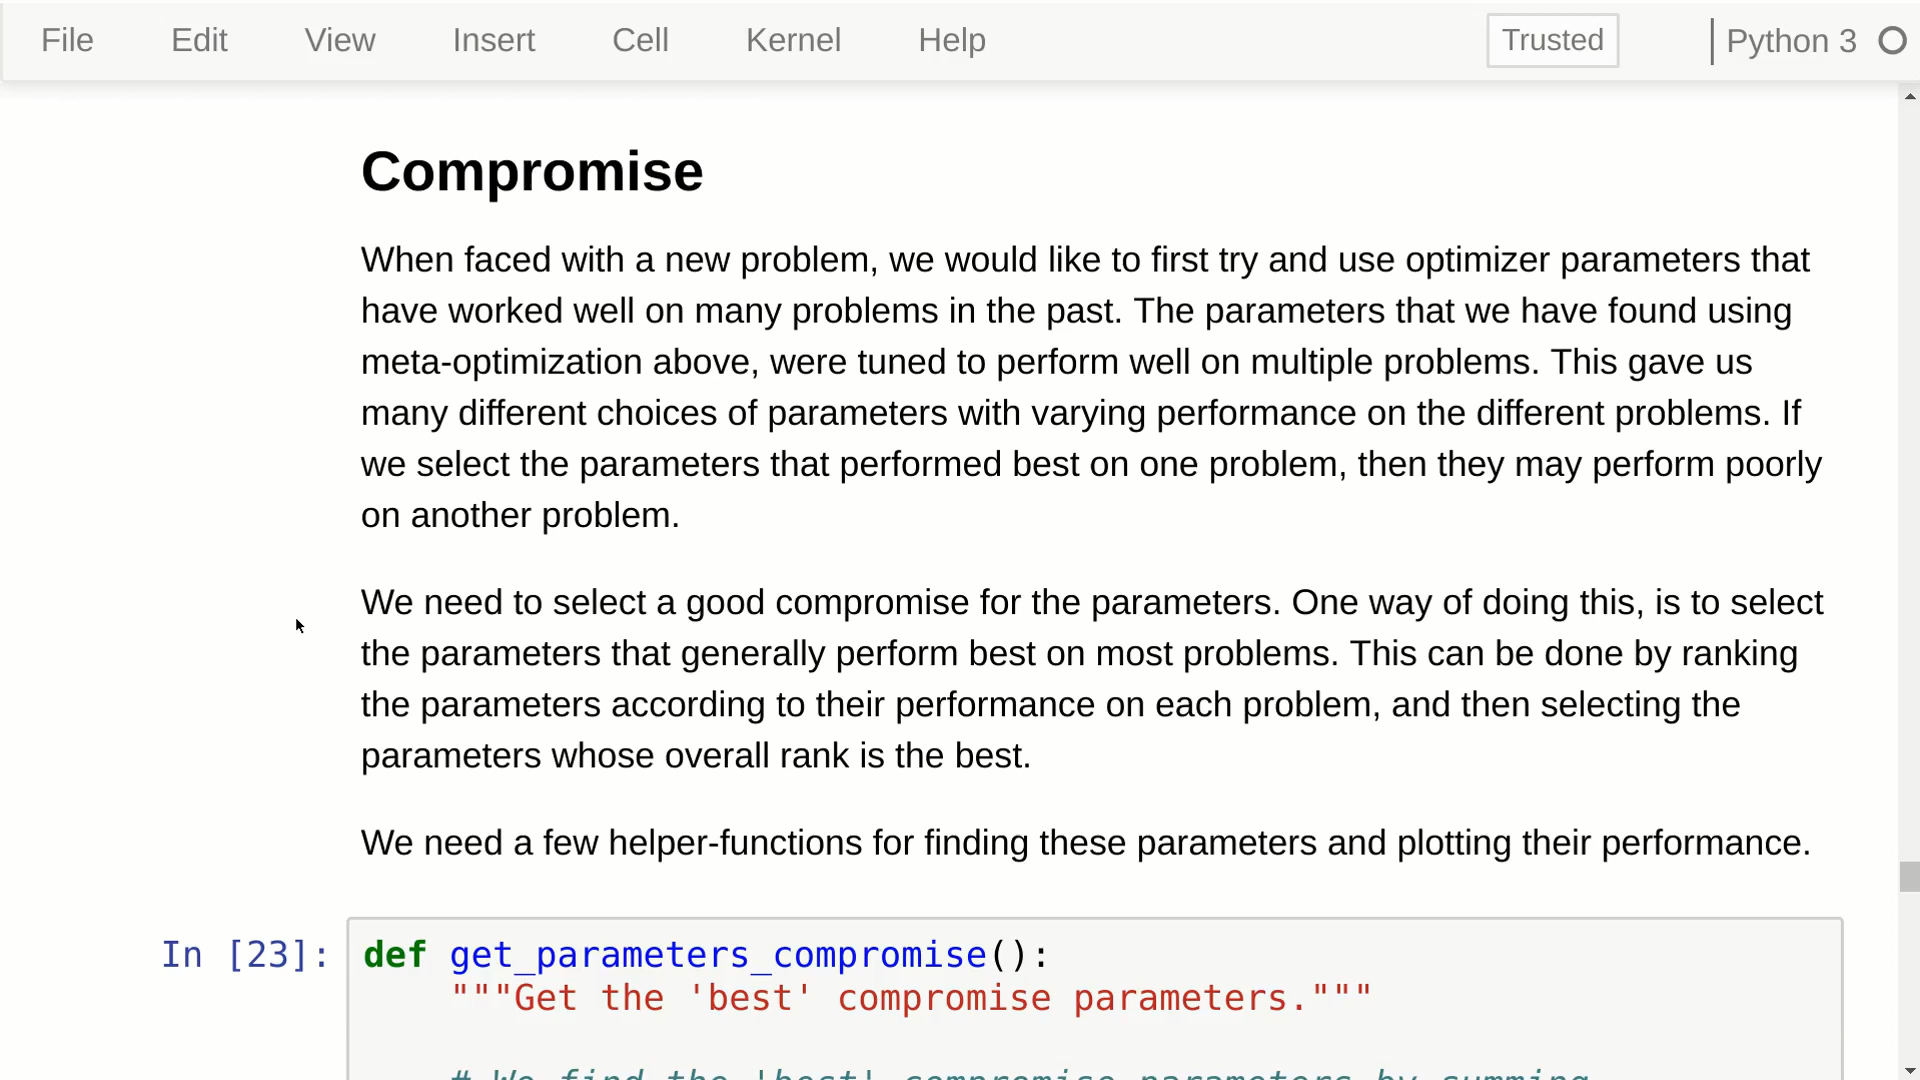 File Edit View Insert Cell Kernel Help Trusted Python 3
Compromise
When faced with a new problem, we would like to first try and use optimizer parameters that
have worked well on many problems in the past. The parameters that we have found using
meta-optimization above, were tuned to perform well on multiple problems. This gave us
many different choices of parameters with varying performance on the different problems. If
we select the parameters that performed best on one problem, then they may perform poorly
on another problem.
We need to select a good compromise for the parameters. One way of doing this, is to select
the parameters that generally perform best on most problems. This can be done by ranking
the parameters according to their performance on each problem, and then selecting the
parameters whose overall rank is the best.
We need a few helper-functions for finding these parameters and plotting their performance.
In [23]: def get_parameters_compromise():
"""Get the 'best' compromise parameters."""
# We find the 'best' compromise parameters by summing